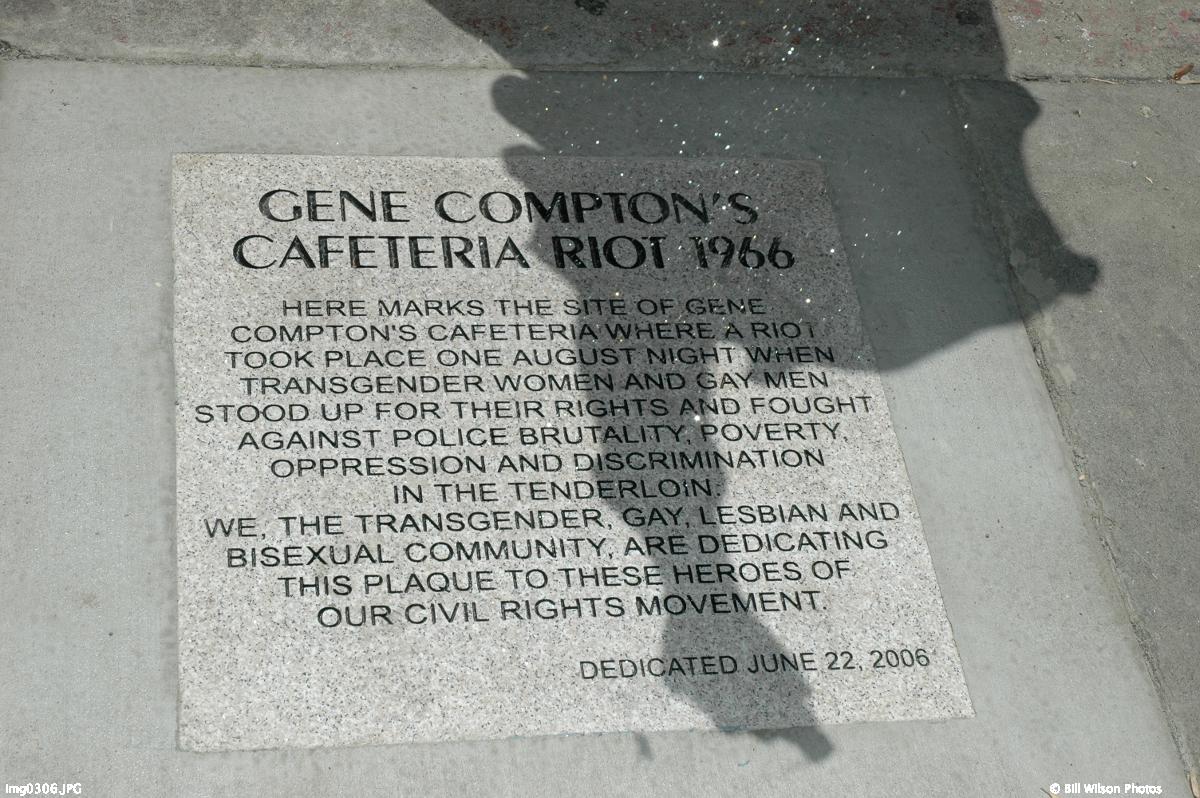 GENE COMPTON'S
CAFETERIA RIOT 1966
HERE MARKS THE SITE OF GENE
COMPTON'S CAFETERIA WHERE A RIOT
TOOK PLACE ONE AUGUST NIGHT WHEN
TRANSGENDER WOMEN AND GAY MEN
STOOD UP FOR THEIR RIGHTS AND FOUGHT
AGAINST POLICE BRUTALITY, POVERTY,
OPPRESSION AND DISCRIMINATION
IN THE TENDERLOIN.
WE, THE TRANSGENDER, GAY, LESBIAN AND
BISEXUAL COMMUNITY, ARE DEDICATING
THIS PLAQUE TO THESE HEROES OF
OUR CIVIL RIGHTS MOVEMENT.
DEDICATED JUNE 22, 2006
Img0306.JPG
© Bill Wilson Photos